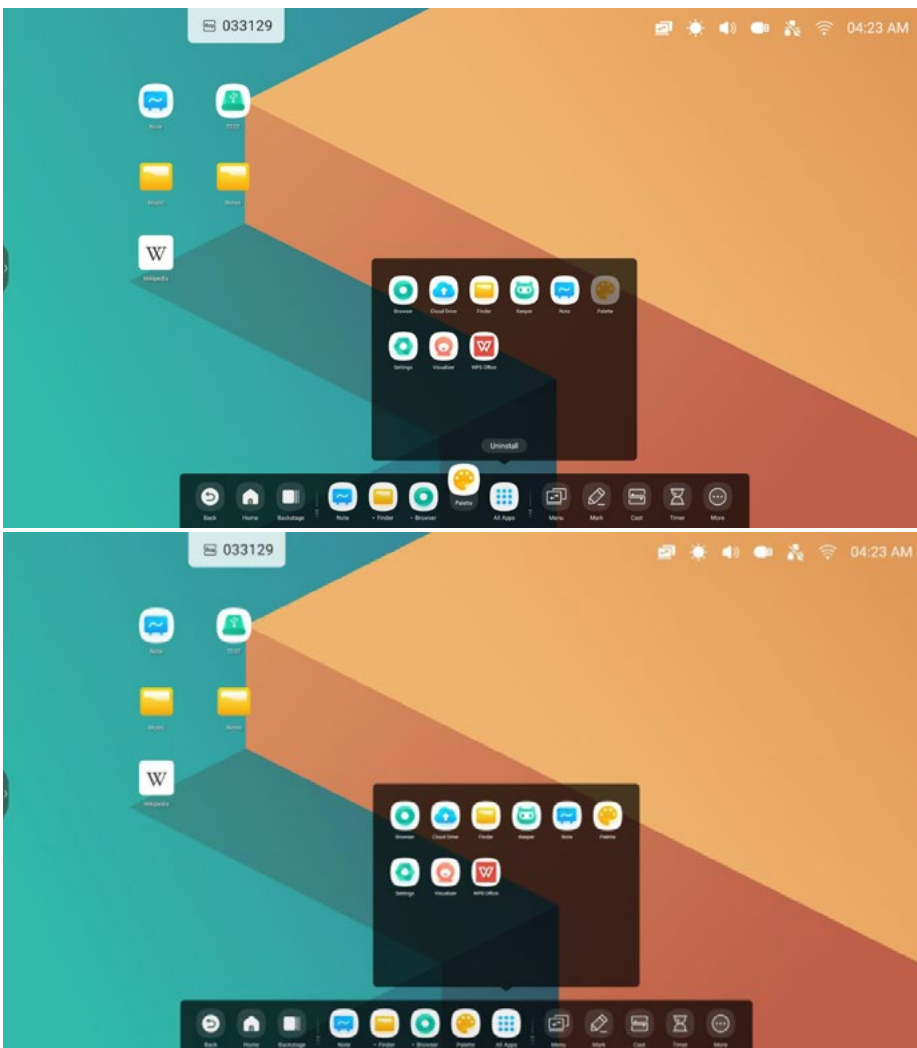 033129
04:23 AM
Note
TEST
Music
Notes
W
Wikipedia
Browser
Cloud Drive
Finder
Keeper
Note
Palette
Settings
Visualizer
WPS Office
Uninstall
Back
Home
Backstage
Note
• Finder
• Browser
Palette
All Apps
Menu
Mark
Cast
Timer
More
033129
04:23 AM
Note
TEST
Music
Notes
W
Wikipedia
Browser
Cloud Drive
Finder
Keeper
Note
Palette
Settings
Visualizer
WPS Office
Back
Home
Backstage
Note
• Finder
• Browser
Palette
All Apps
Menu
Mark
Cast
Timer
More